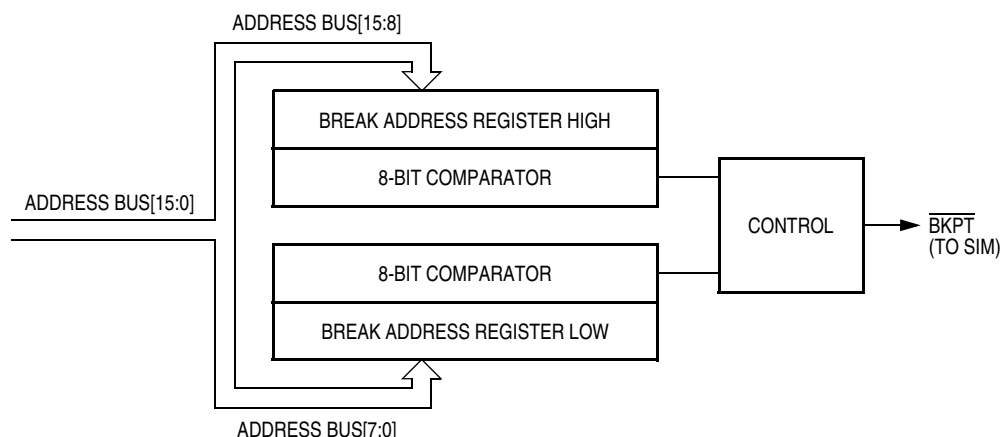 ADDRESS BUS[15:8]
BREAK ADDRESS REGISTER HIGH
8-BIT COMPARATOR
ADDRESS BUS[15:0]
CONTROL
BKPT
(TO SIM)
8-BIT COMPARATOR
BREAK ADDRESS REGISTER LOW
ADDRESS BUS[7:0]